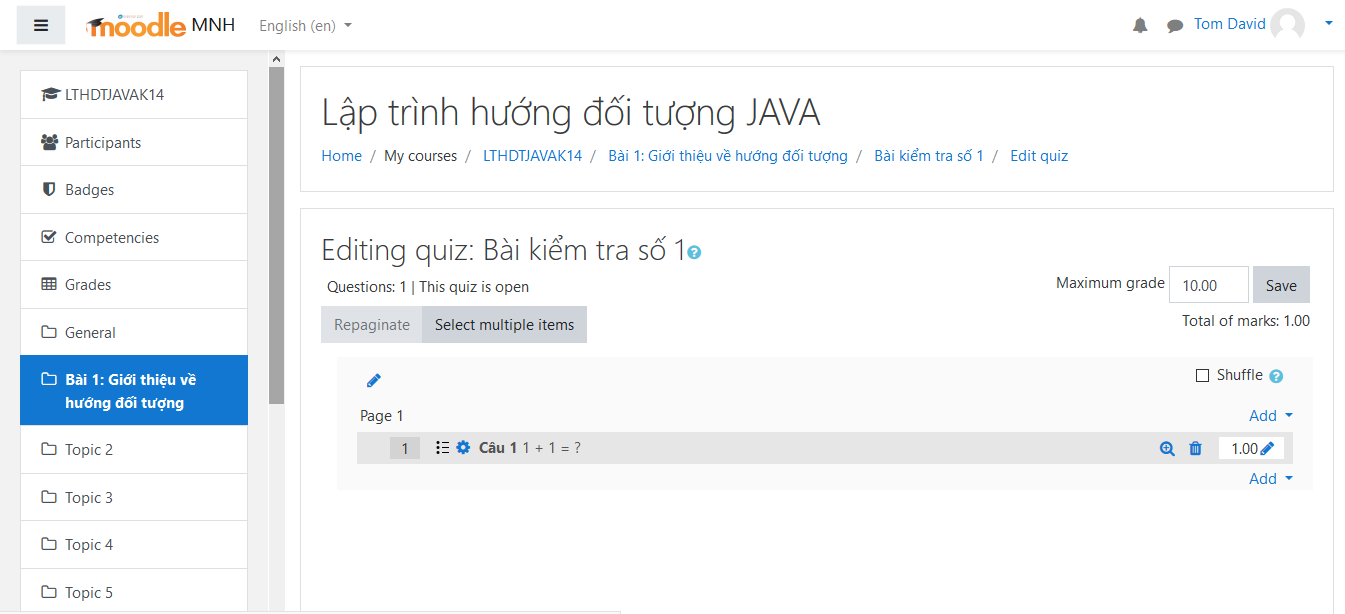 moodle MNH English (en) Tom David
LTHDTJAVAK14
Participants
Badges
Competencies
Grades
General
Bài 1: Giới thiệu về
hướng đối tượng
Topic 2
Topic 3
Topic 4
Topic 5
Lập trình hướng đối tượng JAVA
Home / My courses / LTHDTJAVAK14 / Bài 1: Giới thiệu về hướng đối tượng / Bài kiểm tra số 1 / Edit quiz
Editing quiz: Bài kiểm tra số 1
Questions: 1 | This quiz is open
Maximum grade 10.00 Save
Repaginate Select multiple items
Total of marks: 1.00
Shuffle
Page 1 Add
1 Câu 1 1 + 1 = ? 1.00
Add